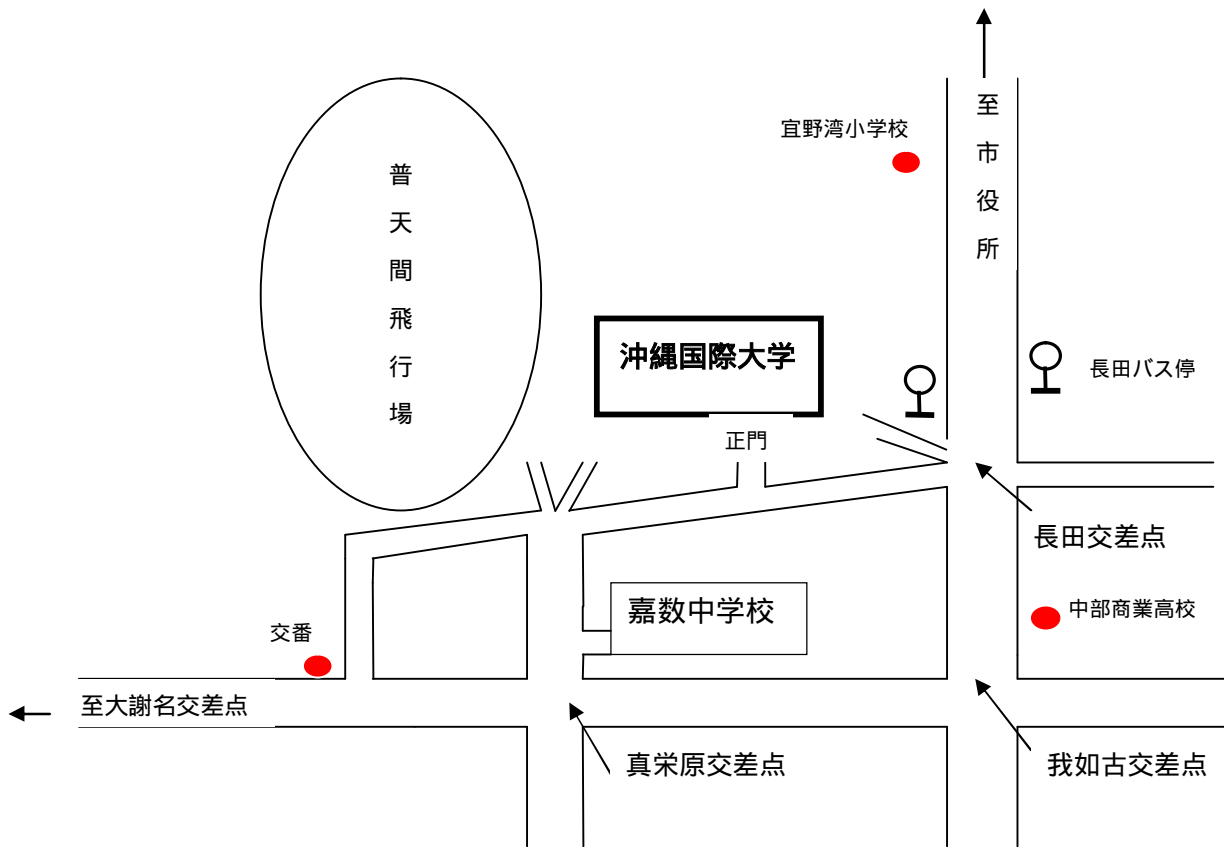 至市役所
宜野湾小学校
普天間飛行場
沖縄国際大学
長田バス停
正門
長田交差点
嘉数中学校
中部商業高校
交番
至大謝名交差点
真栄原交差点
我如古交差点